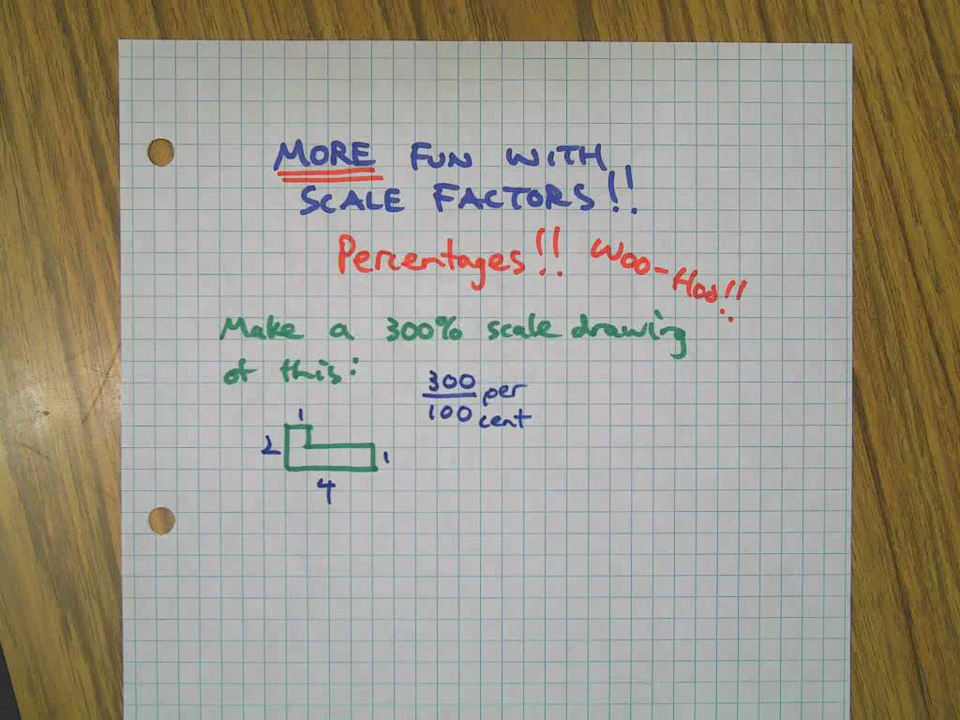 MORE FUN WITH
SCALE FACTORS!!
Percentages!! Woo-Hoo!!
Make a 300% scale drawing
of this:
300 per
100 cent
1
2
1
4